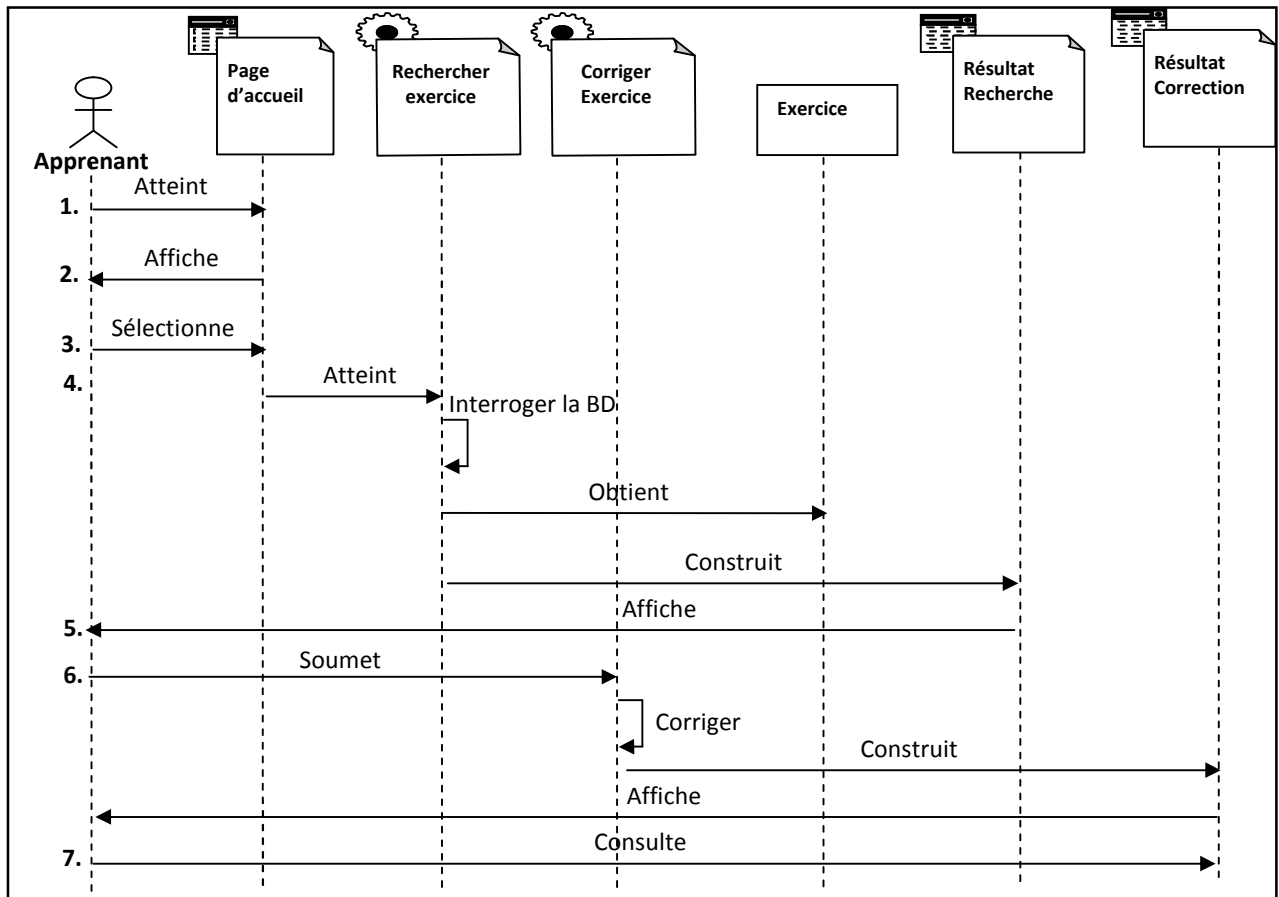 Page
d’accueil
Rechercher
exercice
Corriger
Exercice
Exercice
Résultat
Recherche
Résultat
Correction
Apprenant
Atteint
1.
Affiche
2.
Sélectionne
3.
4.
Atteint
Interroger la BD
Obtient
Construit
Affiche
5.
Soumet
6.
Corriger
Construit
Affiche
Consulte
7.